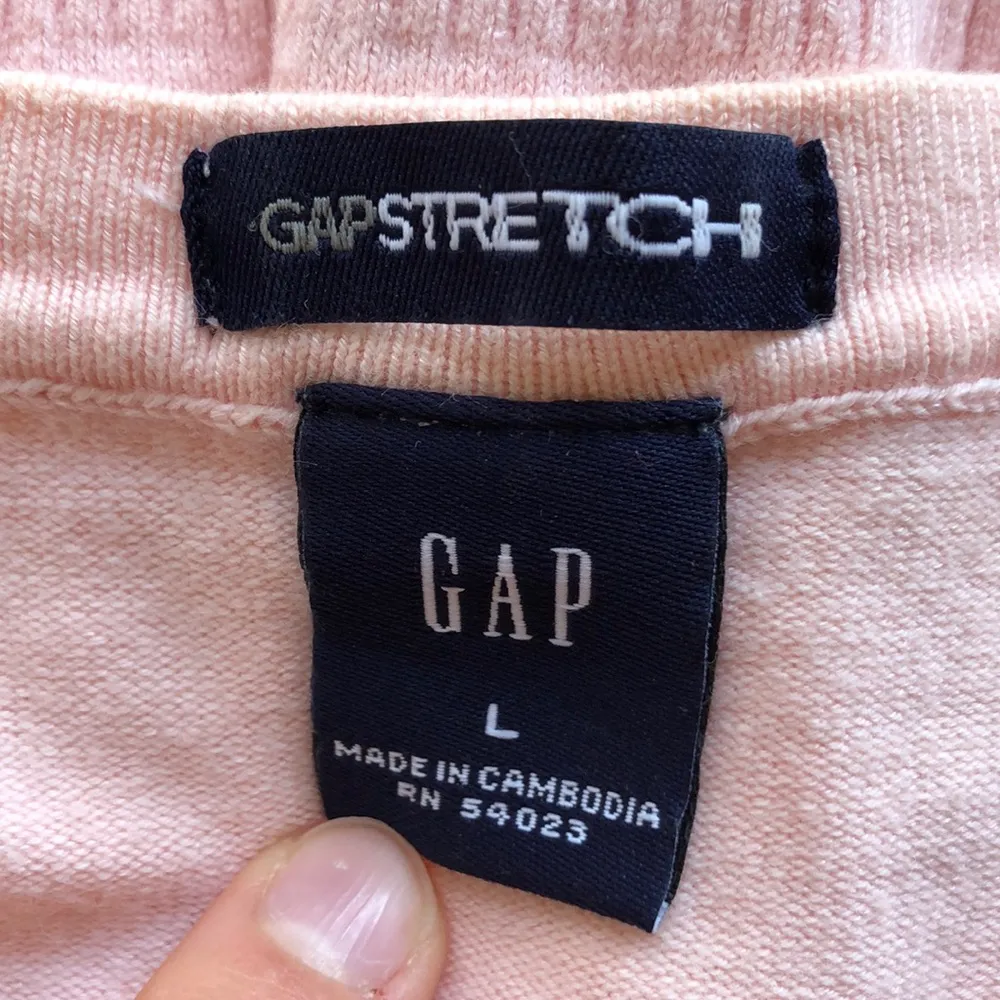 GAPSTRETCH
GAP
L
MADE IN CAMBODIA
RN 54023